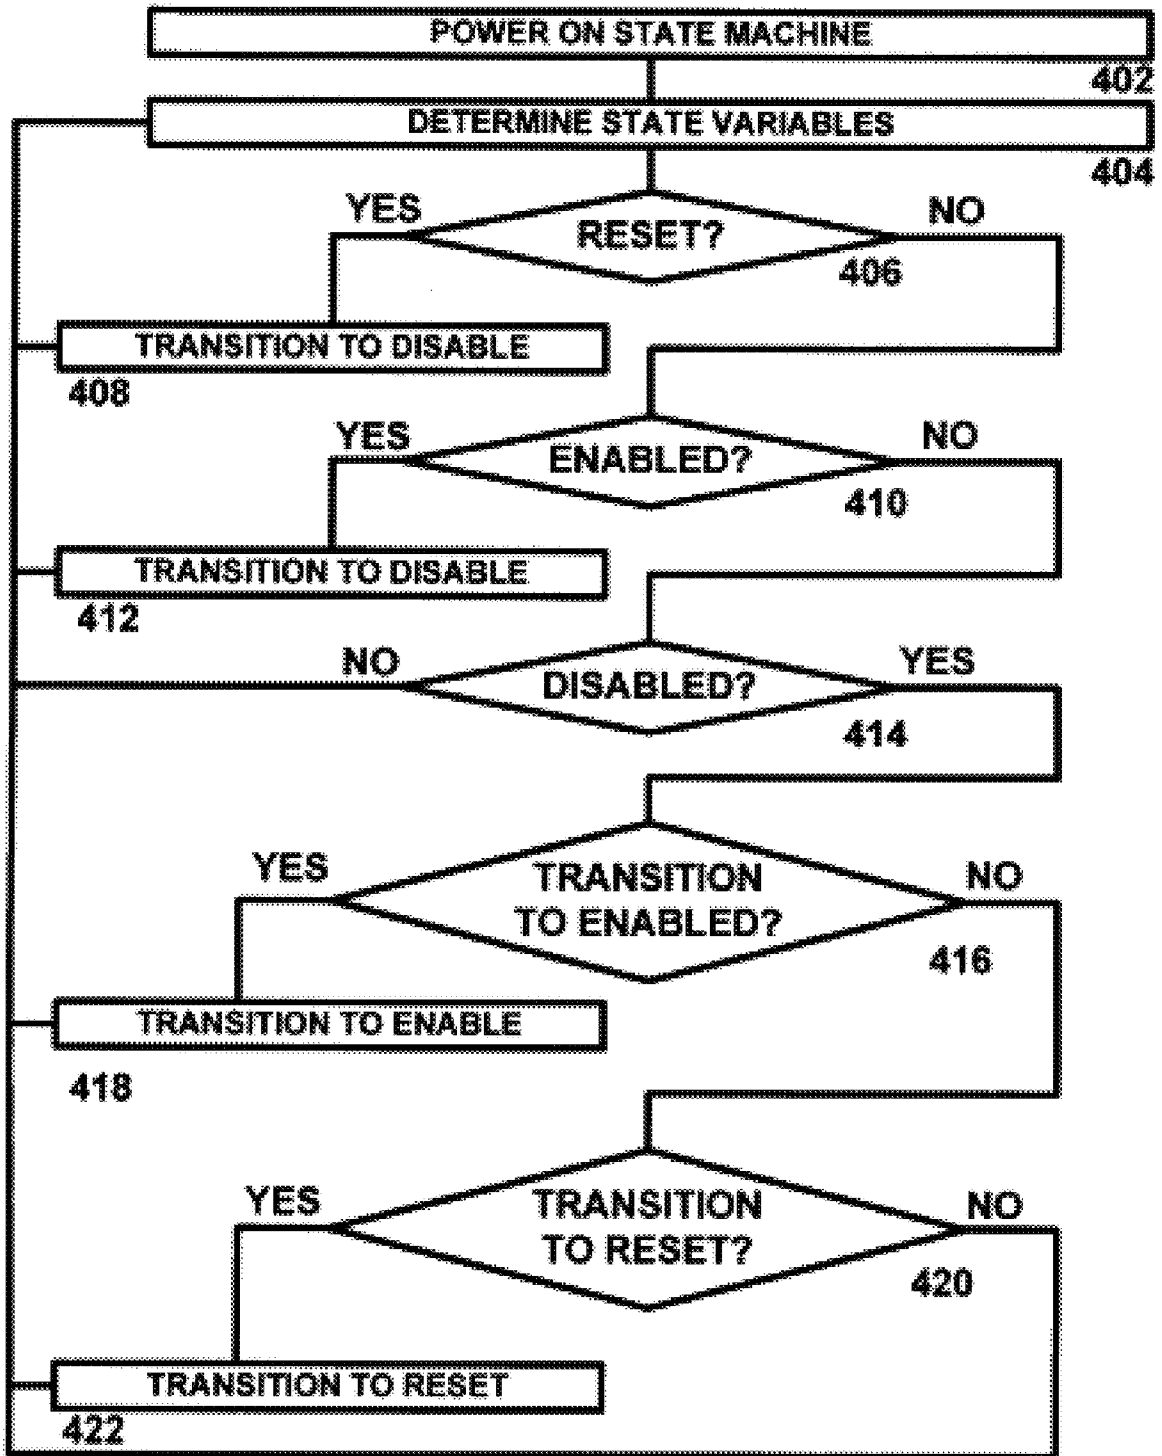 POWER ON STATE MACHINE
402
DETERMINE STATE VARIABLES
404
YES
NO
RESET?
406
TRANSITION TO DISABLE
408
YES
NO
ENABLED?
410
TRANSITION TO DISABLE
412
NO
YES
DISABLED?
414
YES
NO
TRANSITION
TO ENABLED?
416
TRANSITION TO ENABLE
418
YES
NO
TRANSITION
TO RESET?
420
TRANSITION TO RESET
422